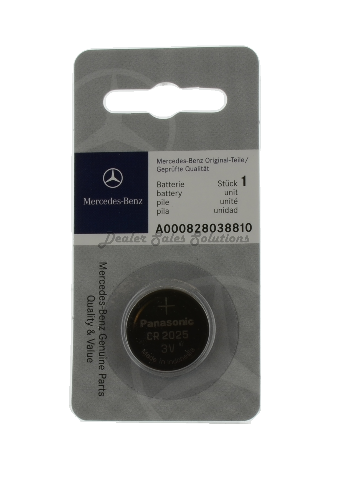 Mercedes-Benz Original-Teile/
Geprüfte Qualität
Mercedes-Benz
Batterie Stück 1
battery unit
pile unité
pila unidad
A000828038810
Dealer Sales Solutions
Mercedes-Benz Genuine Parts
Quality & Value
+
Panasonic
CR2025
3V